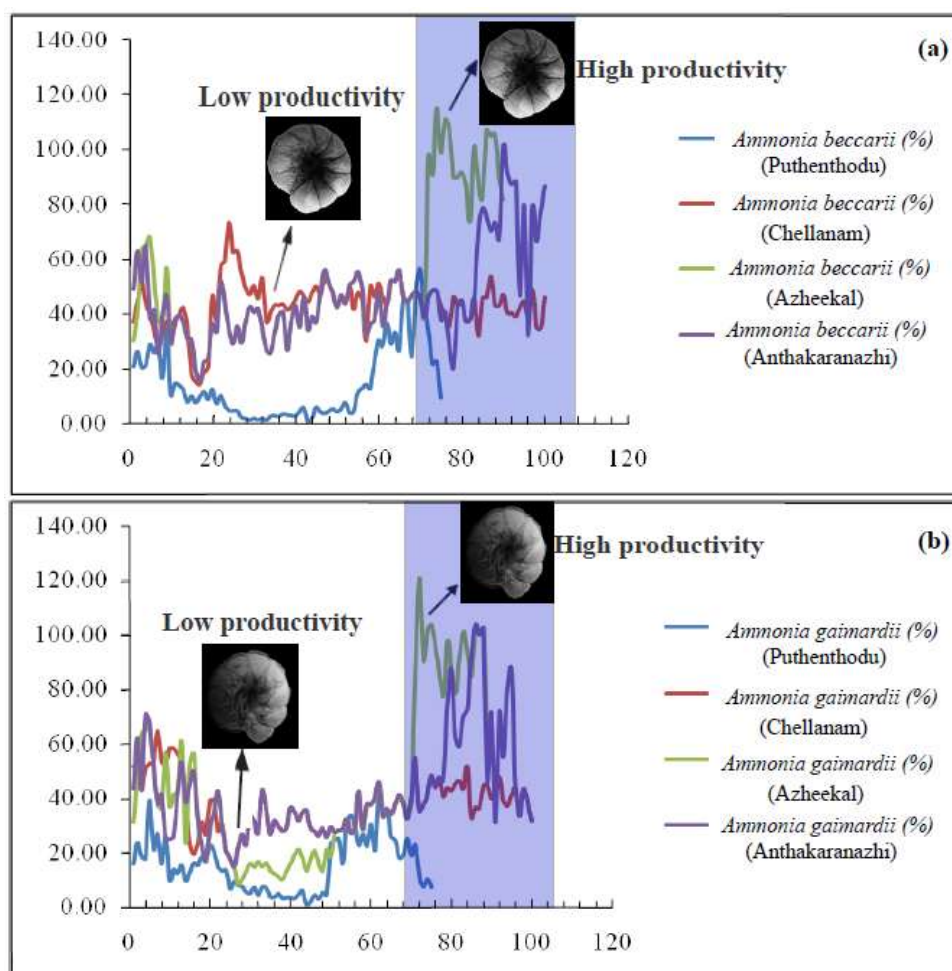 140.00
(a)
High productivity
120.00
Low productivity
100.00
Ammonia beccarii (%)
(Puthenthodu)
80.00
Ammonia beccarii (%)
(Chellanam)
60.00
Ammonia beccarii (%)
(Azheekal)
40.00
Ammonia beccarii (%)
(Anthakaranazhi)
20.00
0.00
0 20 40 60 80 100 120
140.00
(b)
High productivity
120.00
Low productivity
100.00
Ammonia gaimardii (%)
(Puthenthodu)
80.00
Ammonia gaimardii (%)
(Chellanam)
60.00
Ammonia gaimardii (%)
(Azheekal)
40.00
Ammonia gaimardii (%)
(Anthakaranazhi)
20.00
0.00
0 20 40 60 80 100 120